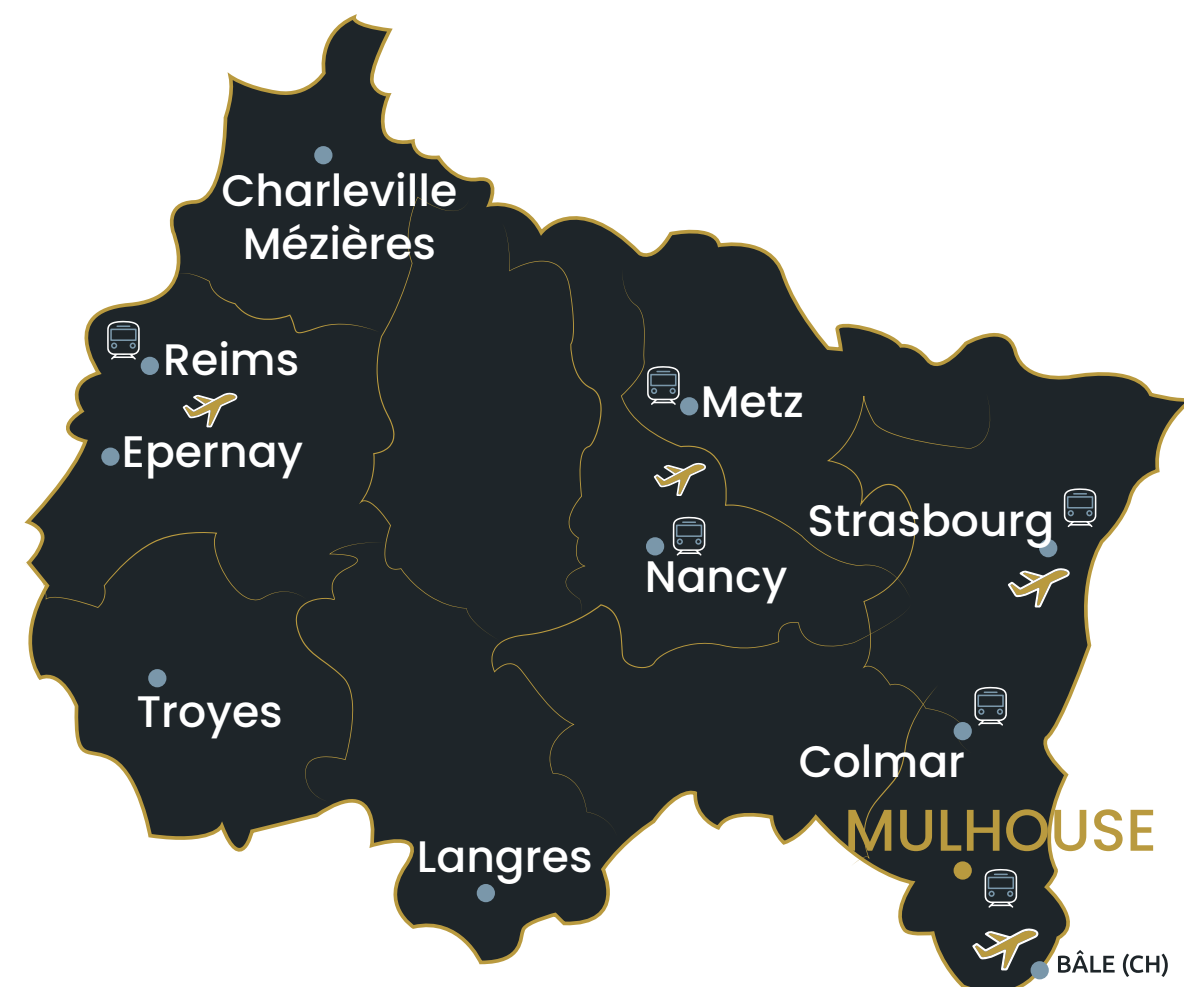 Charleville
Mézières
Reims
Metz
Epernay
Strasbourg
Nancy
Troyes
Colmar
MULHOUSE
Langres
BÂLE (CH)